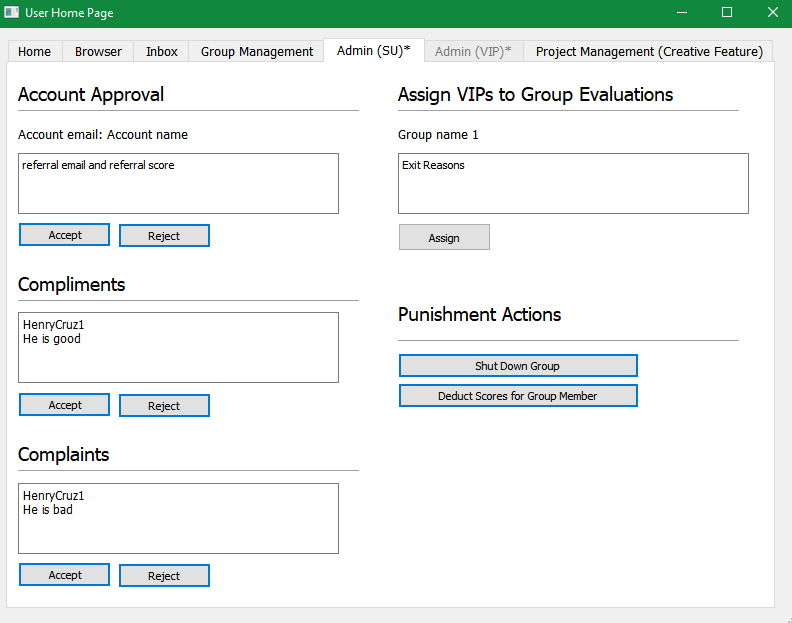 User Home Page
Home Browser Inbox Group Management Admin (SU)* Admin (VIP)* Project Management (Creative Feature)
Account Approval
Account email: Account name
referral email and referral score
Accept Reject
Compliments
HenryCruz1
He is good
Accept Reject
Complaints
HenryCruz1
He is bad
Accept Reject
Assign VIPs to Group Evaluations
Group name 1
Exit Reasons
Assign
Punishment Actions
Shut Down Group
Deduct Scores for Group Member